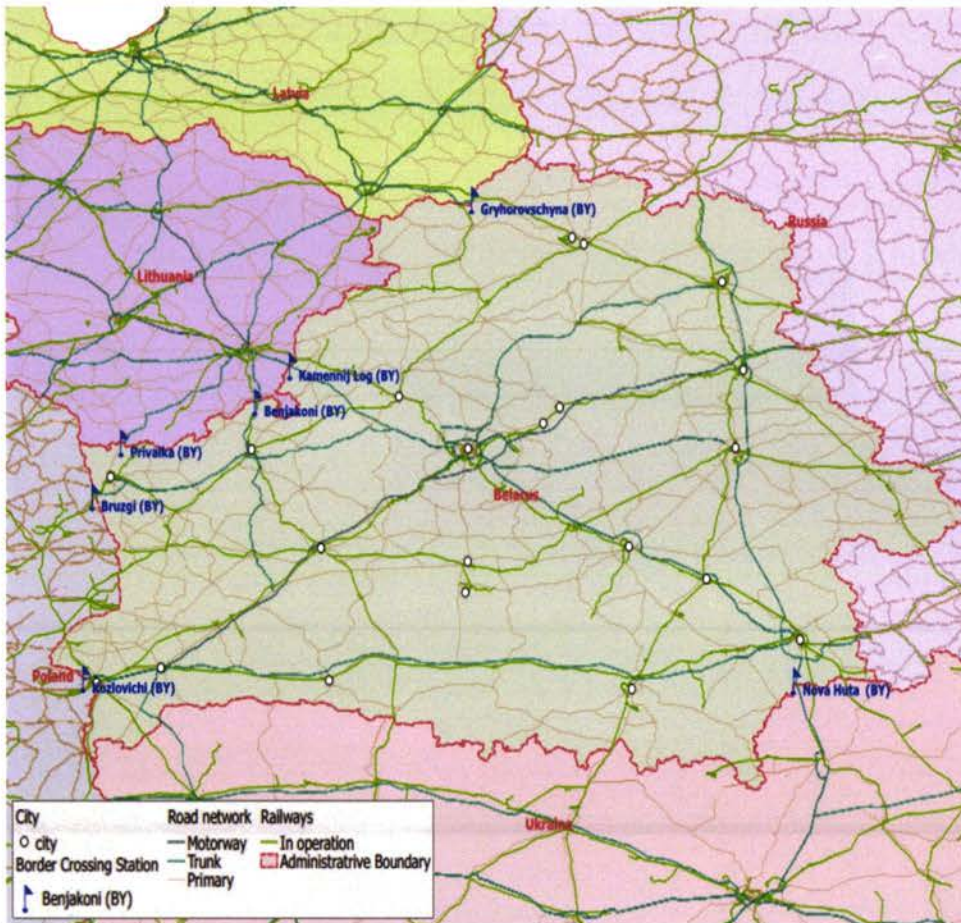 Latvia
Gryhorovschyna (BY)
Russia
Lithuania
Kamennij Log (BY)
Benjakoni (BY)
Privalka (BY)
Bruzgi (BY)
Belarus
Poland
Kozlovichi (BY)
Nova Huta (BY)
Ukraine
City
city
Border Crossing Station
Benjakoni (BY)
Road network
Motorway
Trunk
Primary
Railways
In operation
Administratrive Boundary